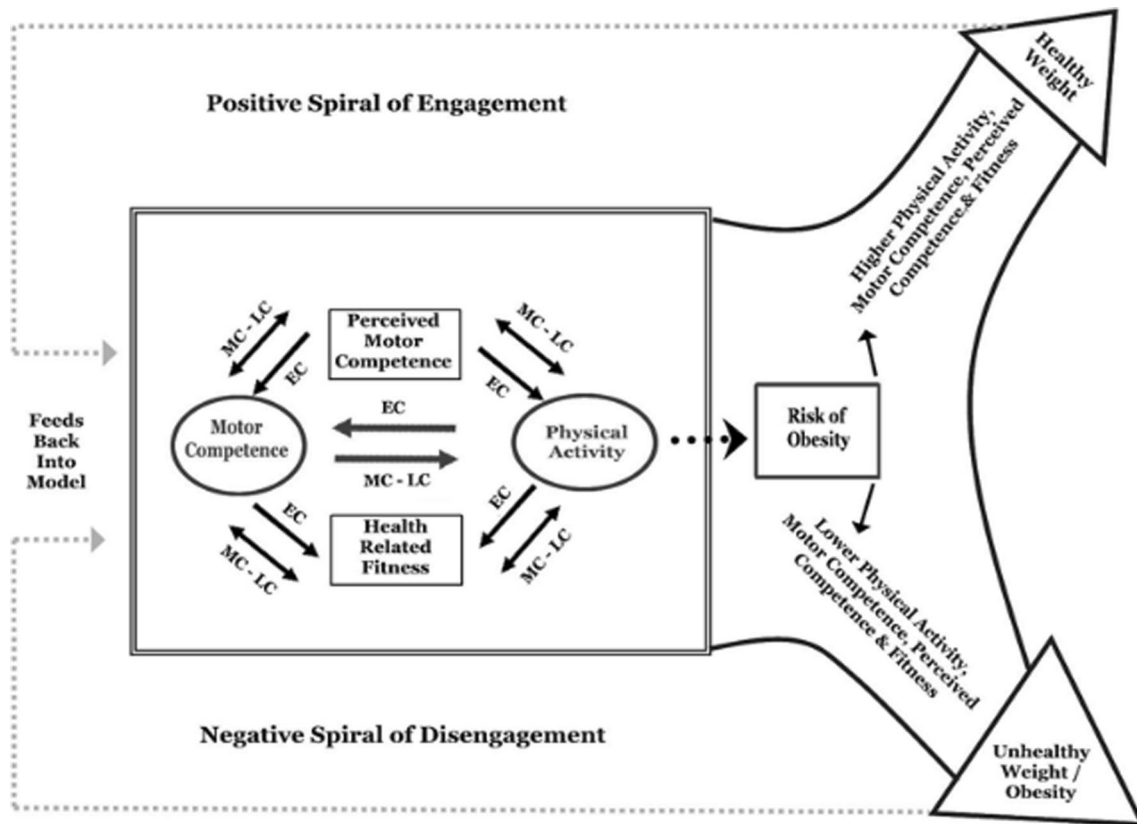 Healthy
Weight
Positive Spiral of Engagement
Higher Physical Activity,
Motor Competence, Perceived
Competence,& Fitness
MC - LC
EC
Perceived
Motor
Competence
MC - LC
EC
EC
Motor
Competence
Physical
Activity
MC - LC
Risk of
Obesity
Feeds
Back
Into
Model
EC
MC - LC
Health
Related
Fitness
EC
MC - LC
Lower Physical Activity,
Motor Competence, Perceived
Competence & Fitness
Negative Spiral of Disengagement
Unhealthy
Weight /
Obesity